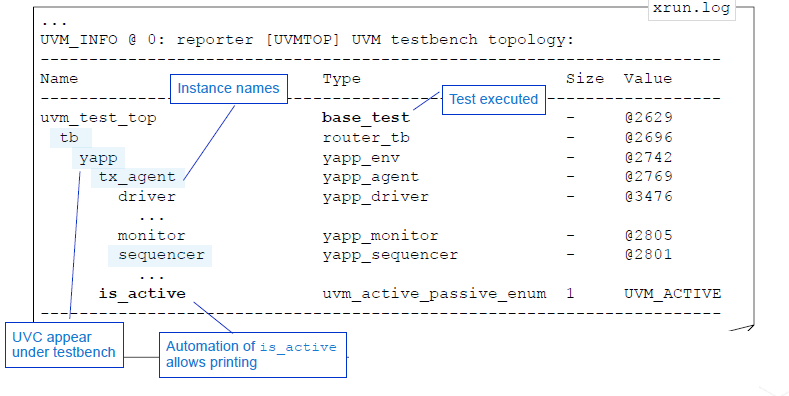 xrun.log
...
UVM_INFO @ 0: reporter [UVMTOP] UVM testbench topology:
----------------------------------------------------------------------
Name Type Size Value
----------------------------------------------------------------------
Instance names
Test executed
uvm_test_top base_test - @2629
tb router_tb - @2696
yapp yapp_env - @2742
tx_agent yapp_agent - @2769
driver yapp_driver - @3476
...
monitor yapp_monitor - @2805
sequencer yapp_sequencer - @2801
...
is_active uvm_active_passive_enum 1 UVM_ACTIVE
----------------------------------------------------------------------
UVC appear
under testbench
Automation of is_active
allows printing